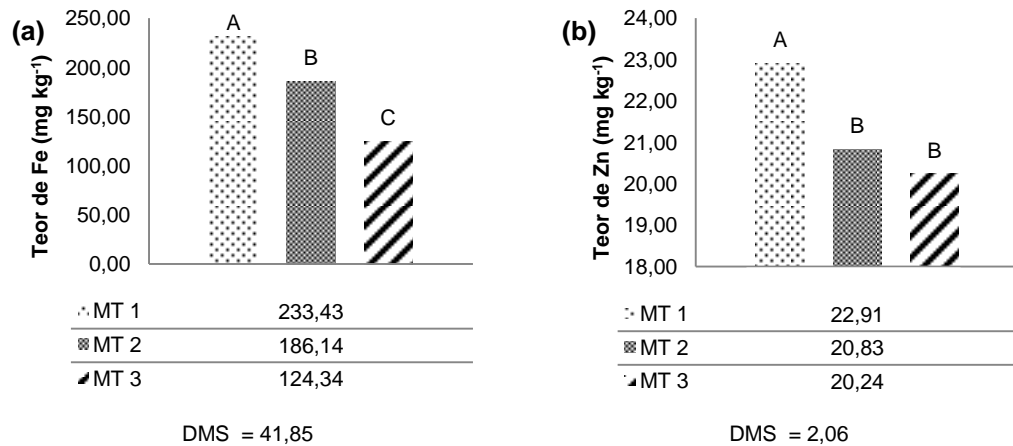 (a)
Teor de Fe (mg kg⁻¹)
250,00
200,00
150,00
100,00
50,00
0,00
A
B
C
MT 1 233,43
MT 2 186,14
MT 3 124,34
DMS = 41,85
(b)
Teor de Zn (mg kg⁻¹)
24,00
23,00
22,00
21,00
20,00
19,00
18,00
A
B
B
MT 1 22,91
MT 2 20,83
MT 3 20,24
DMS = 2,06